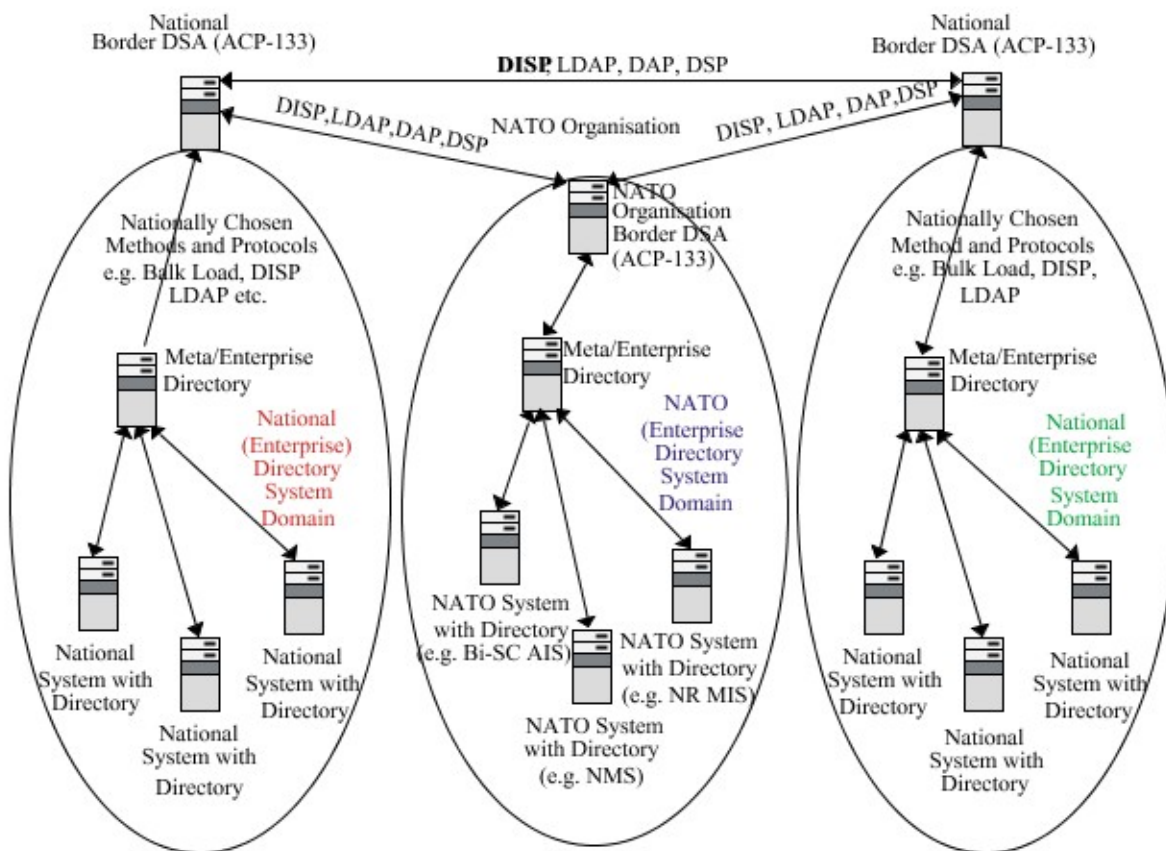 National
Border DSA (ACP-133)
National
Border DSA (ACP-133)
DISP, LDAP, DAP, DSP
DISP,LDAP,DAP,DSP
NATO Organisation
DISP, LDAP, DAP,DSP
NATO
Organisation
Border DSA
(ACP-133)
Nationally Chosen
Methods and Protocols
e.g. Balk Load, DISP
LDAP etc.
Nationally Chosen
Method and Protocols
e.g. Bulk Load, DISP,
LDAP
Meta/Enterprise
Directory
National
(Enterprise)
Directory
System
Domain
Meta/Enterprise
Directory
NATO
(Enterprise
Directory
System
Domain
Meta/Enterprise
Directory
National
(Enterprise
Directory
System
Domain
National
System with
Directory
National
System with
Directory
National
System with
Directory
NATO System
with Directory
(e.g. Bi-SC AIS)
NATO System
with Directory
(e.g. NR MIS)
NATO System
with Directory
(e.g. NMS)
National
System with
Directory
National
System with
Directory
National
System with
Directory